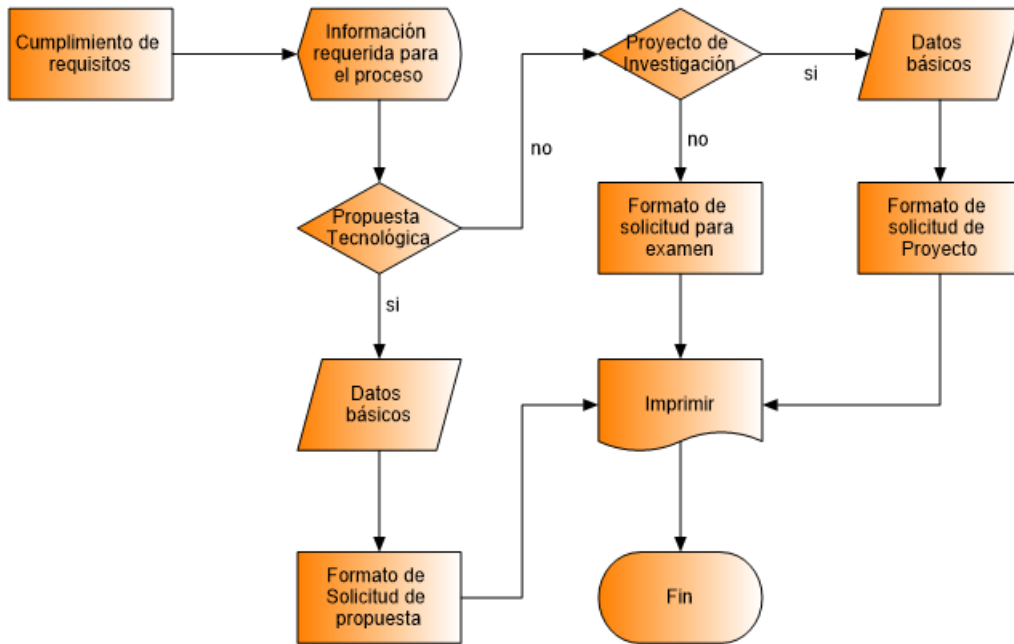 Cumplimiento de
requisitos
Información
requerida para
el proceso
Proyecto de
Investigación
si
Datos
básicos
no
no
Propuesta
Tecnológica
Formato de
solicitud para
examen
Formato de
solicitud de
Proyecto
si
Datos
básicos
Imprimir
Formato de
Solicitud de
propuesta
Fin